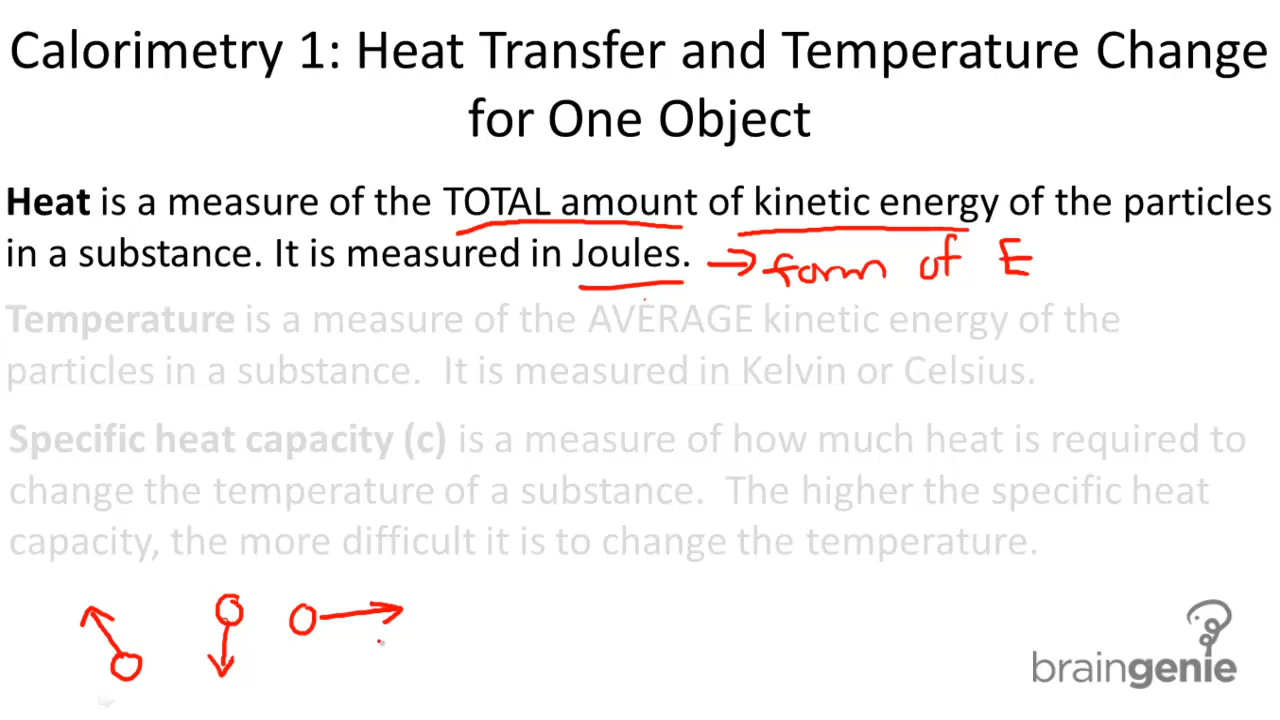 Calorimetry 1: Heat Transfer and Temperature Change
for One Object
Heat is a measure of the TOTAL amount of kinetic energy of the particles
in a substance. It is measured in Joules. → form of E
Temperature is a measure of the AVERAGE kinetic energy of the
particles in a substance. It is measured in Kelvin or Celsius.
Specific heat capacity (c) is a measure of how much heat is required to
change the temperature of a substance. The higher the specific heat
capacity, the more difficult it is to change the temperature.
braingenie